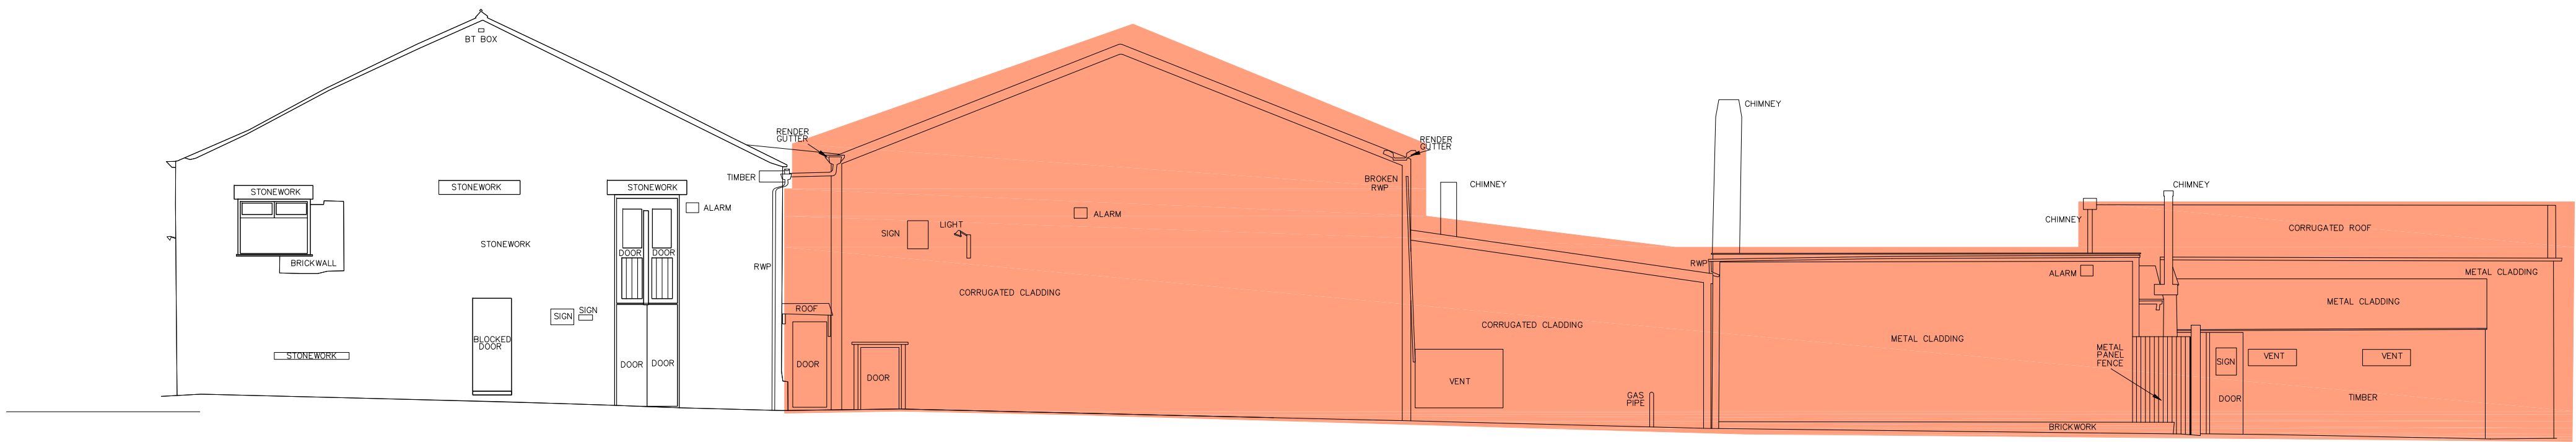 BT BOX
STONEWORK
STONEWORK
STONEWORK
STONEWORK
BRICKWALL
STONEWORK
BLOCKED
DOOR
SIGN
SIGN
DOOR
DOOR
DOOR
DOOR
ALARM
TIMBER
RENDER
GUTTER
RWP
ROOF
DOOR
DOOR
SIGN
LIGHT
ALARM
CORRUGATED CLADDING
BROKEN
RWP
RENDER
GUTTER
CHIMNEY
CORRUGATED CLADDING
VENT
GAS
PIPE
RWP
CHIMNEY
METAL CLADDING
ALARM
CHIMNEY
CHIMNEY
METAL
PANEL
FENCE
BRICKWORK
CORRUGATED ROOF
METAL CLADDING
METAL CLADDING
SIGN
VENT
VENT
DOOR
TIMBER